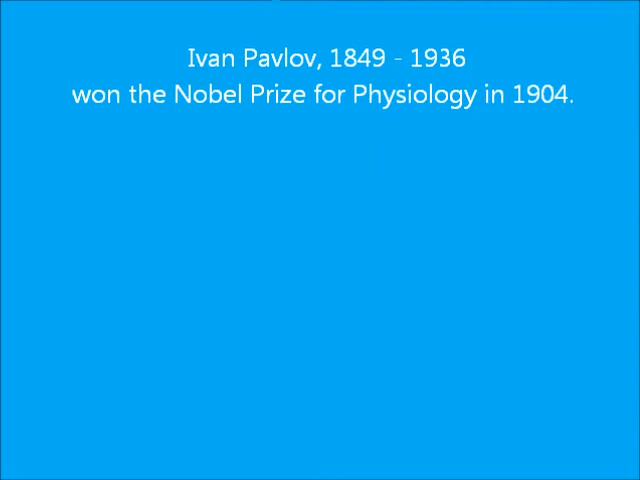 Ivan Pavlov, 1849 - 1936
won the Nobel Prize for Physiology in 1904.